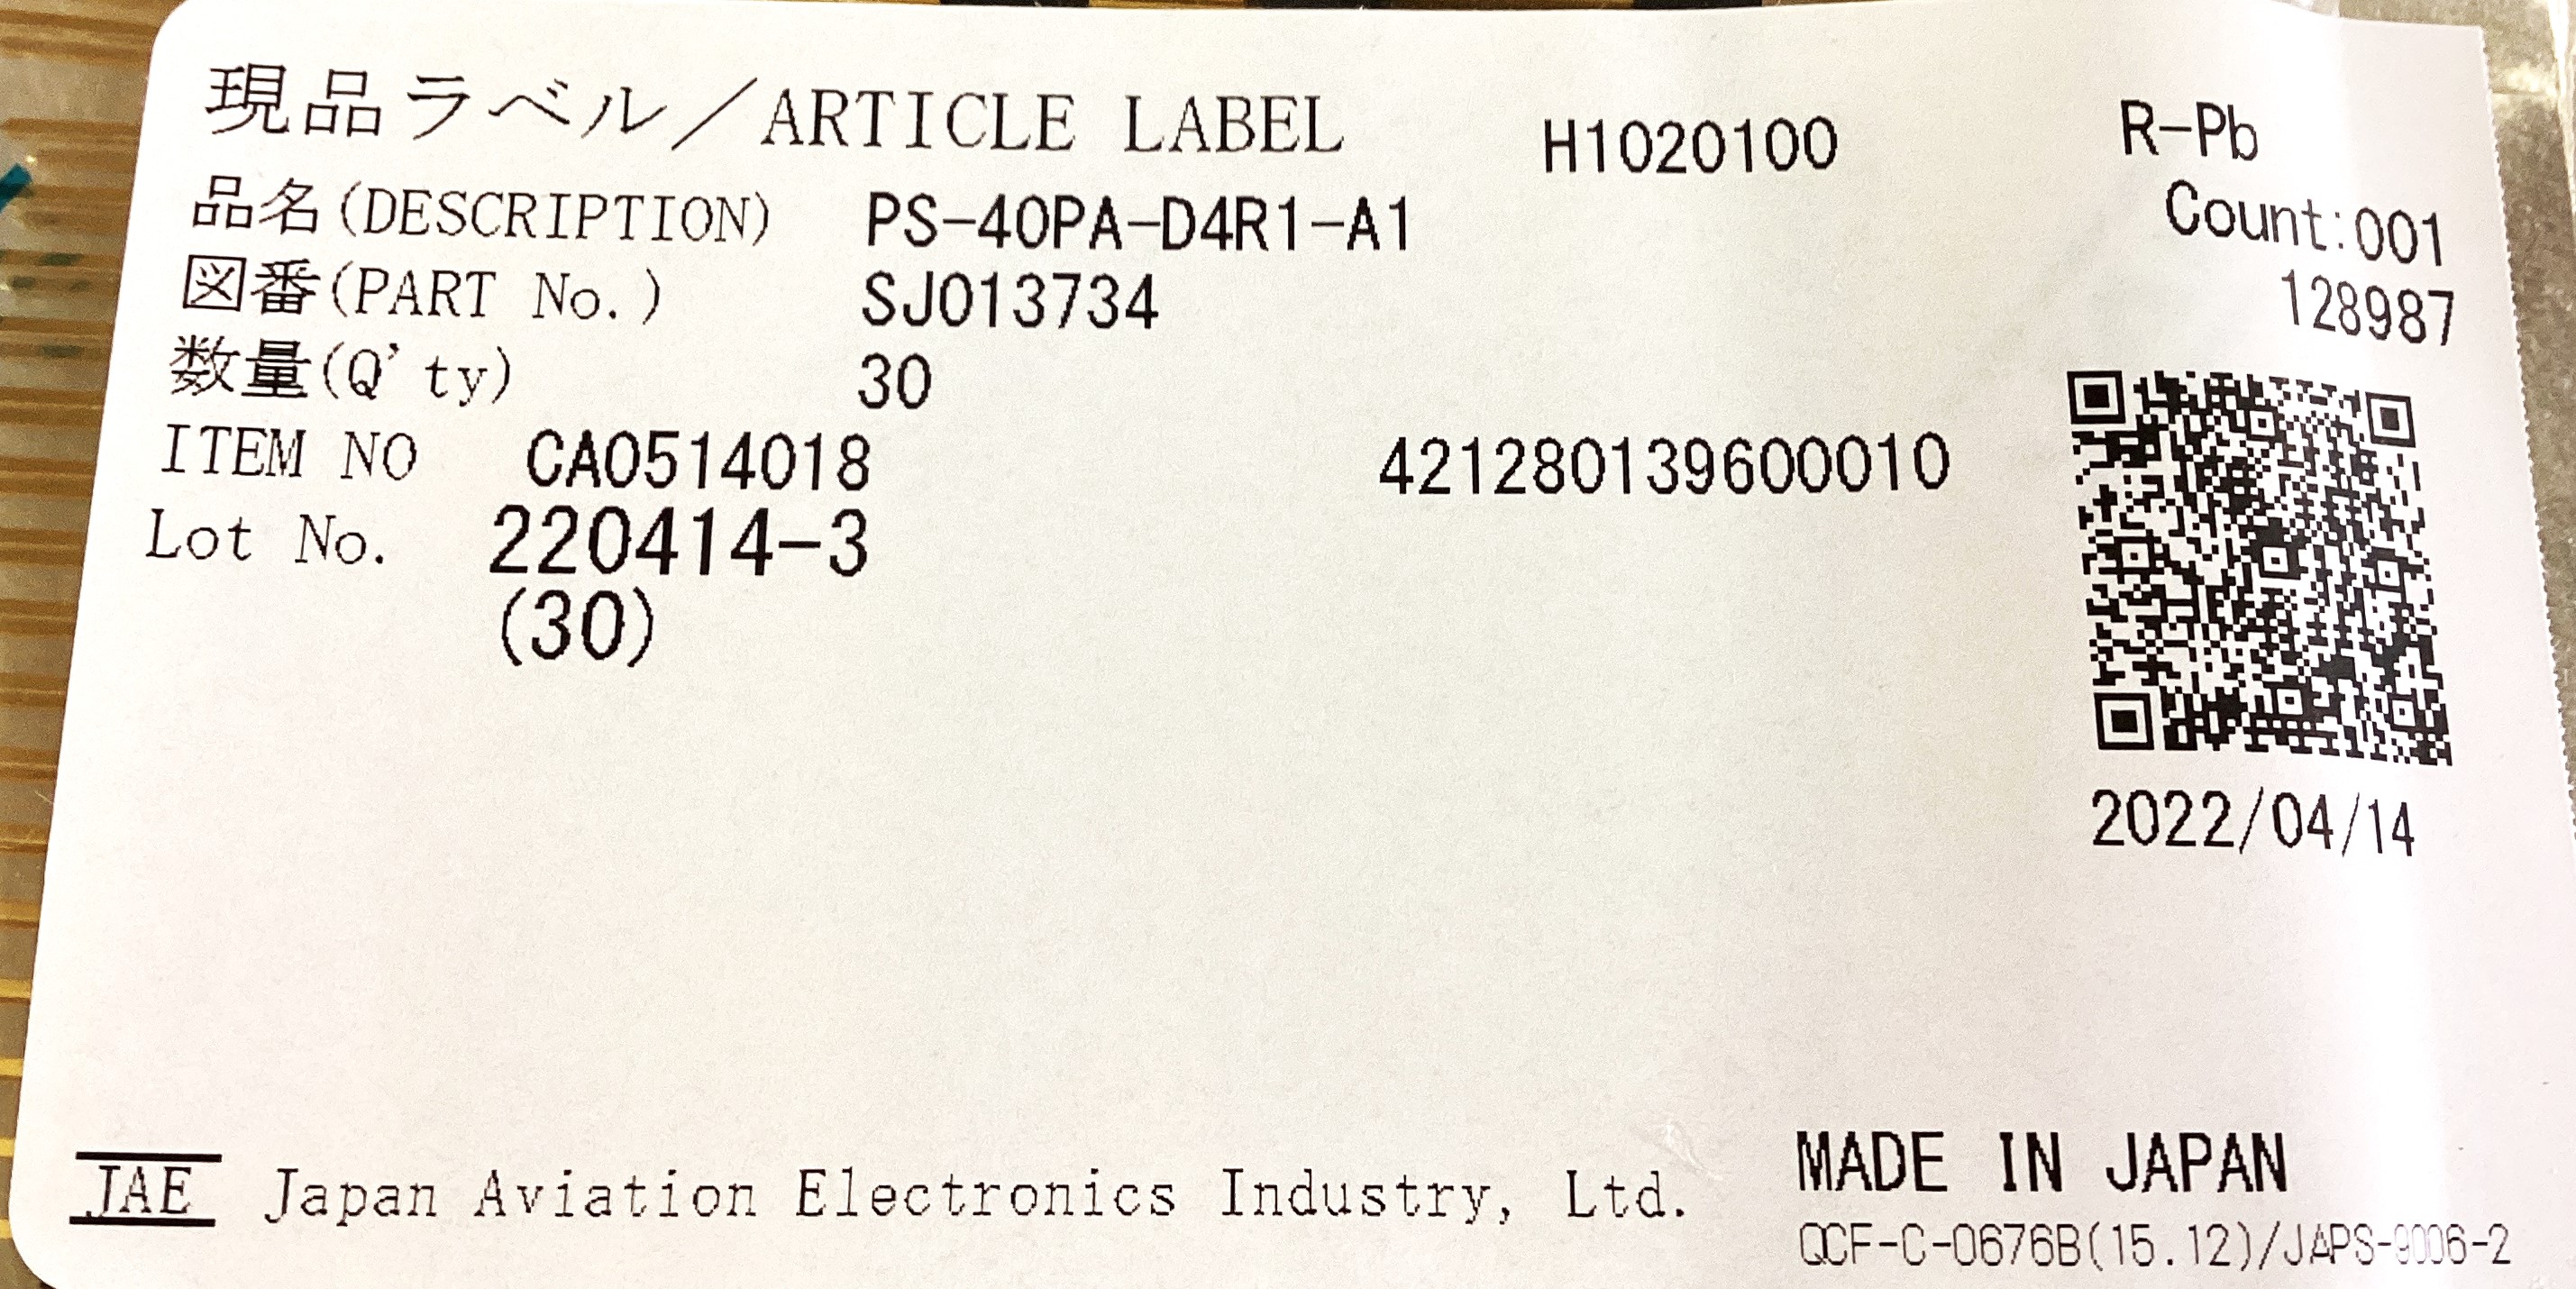 現品ラベル／ARTICLE LABEL H1020100 R-Pb
品名(DESCRIPTION) PS-40PA-D4R1-A1 Count:001
図番(PART No.) SJ013734 128987
数量(Q'ty) 30
ITEM NO CA0514018 421280139600010
Lot No. 220414-3
(30)
2022/04/14
JAE Japan Aviation Electronics Industry, Ltd. MADE IN JAPAN
QCF-C-0676B(15.12)/JAPS-9006-2